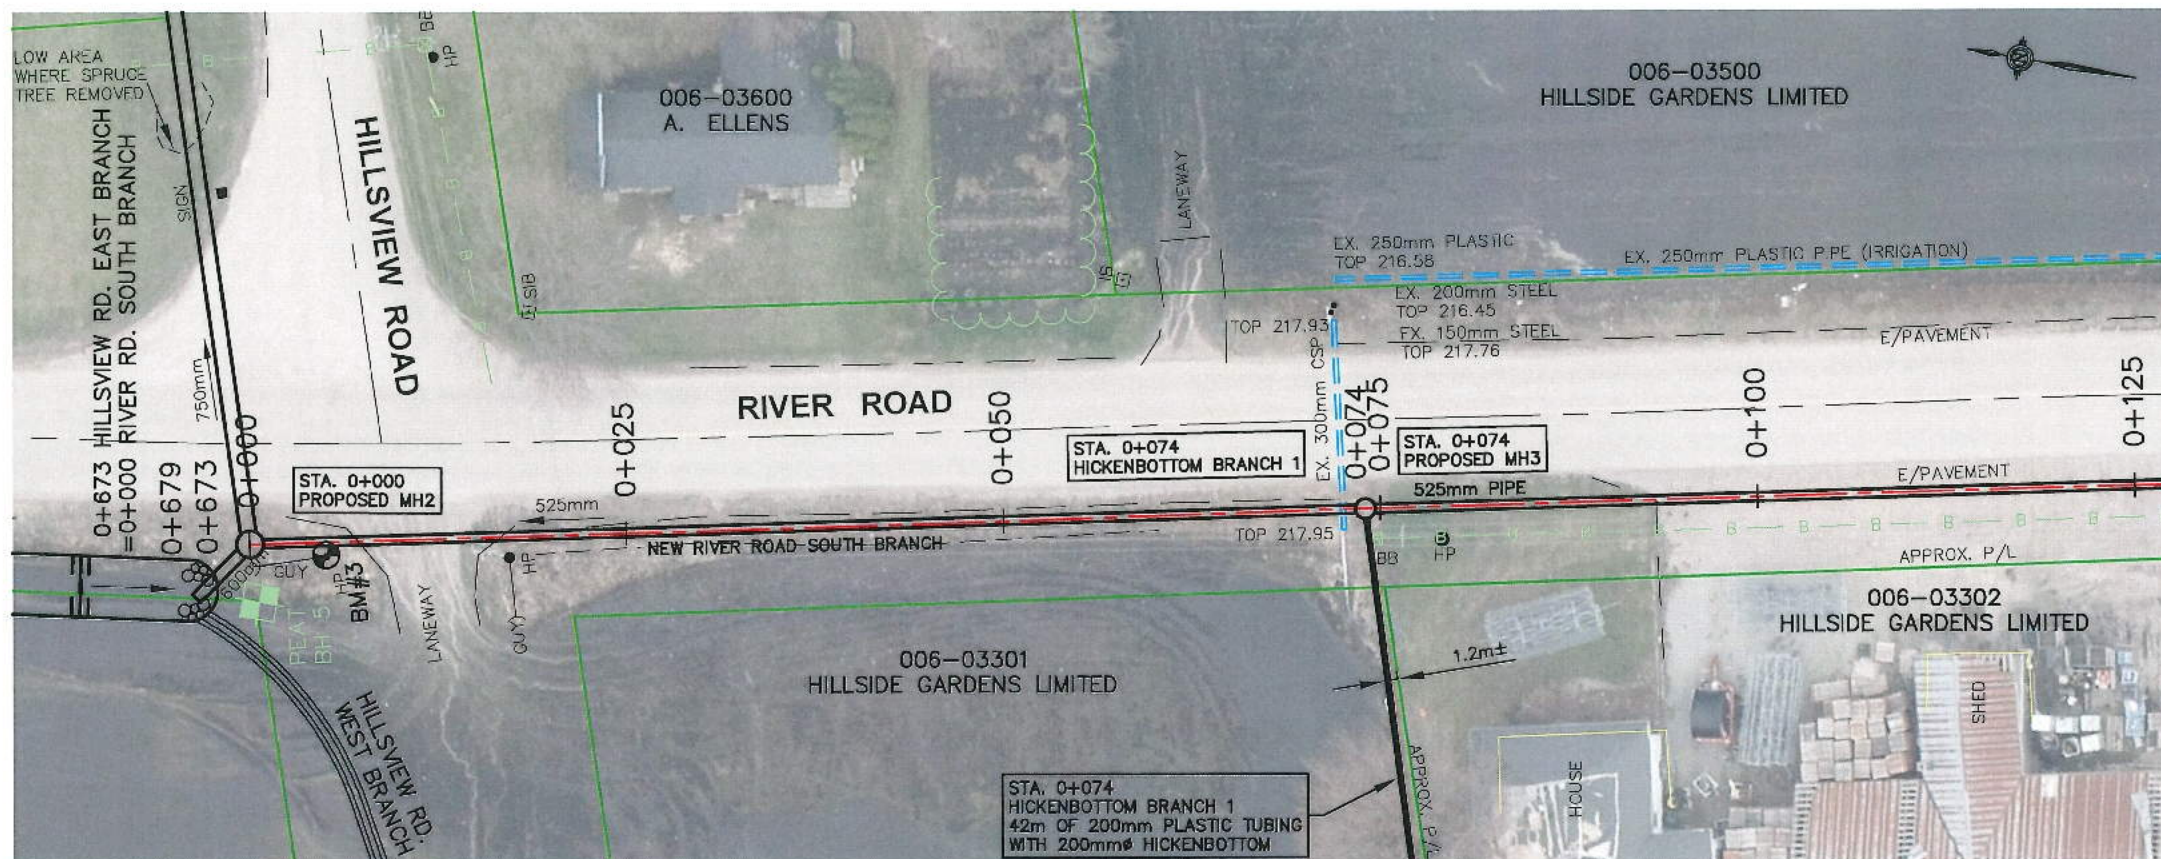 LOW AREA
WHERE SPRUCE
TREE REMOVED
0+673 HILLSVIEW RD. EAST BRANCH
=0+000 RIVER RD. SOUTH BRANCH
SIGN
750mm
HP
HILLSVIEW ROAD
006-03600
A. ELLENS
SIB
IS
LANEWAY
006-03500
HILLSIDE GARDENS LIMITED
EX. 250mm PLASTIC
TOP 216.58
EX. 250mm PLASTIC PIPE (IRRIGATION)
EX. 200mm STEEL
TOP 216.45
EX. 150mm STEEL
TOP 217.76
TOP 217.93
EX. 300mm CSP
E/PAVEMENT
RIVER ROAD
0+679
0+673
0+000
0+025
0+050
0+074
0+075
0+100
0+125
STA. 0+000
PROPOSED MH2
STA. 0+074
HICKENBOTTOM BRANCH 1
STA. 0+074
PROPOSED MH3
525mm
525mm PIPE
E/PAVEMENT
NEW RIVER ROAD SOUTH BRANCH
TOP 217.95
BB
B
HP
B B B B B
APPROX. P/L
GUY
HP
BM#3
PEAT
BH 5
LANEWAY
GUY
HP
006-03301
HILLSIDE GARDENS LIMITED
1.2m±
006-03302
HILLSIDE GARDENS LIMITED
HILLSVIEW RD.
WEST BRANCH
STA. 0+074
HICKENBOTTOM BRANCH 1
42m OF 200mm PLASTIC TUBING
WITH 200mmø HICKENBOTTOM
APPROX. P/L
HOUSE
SHED